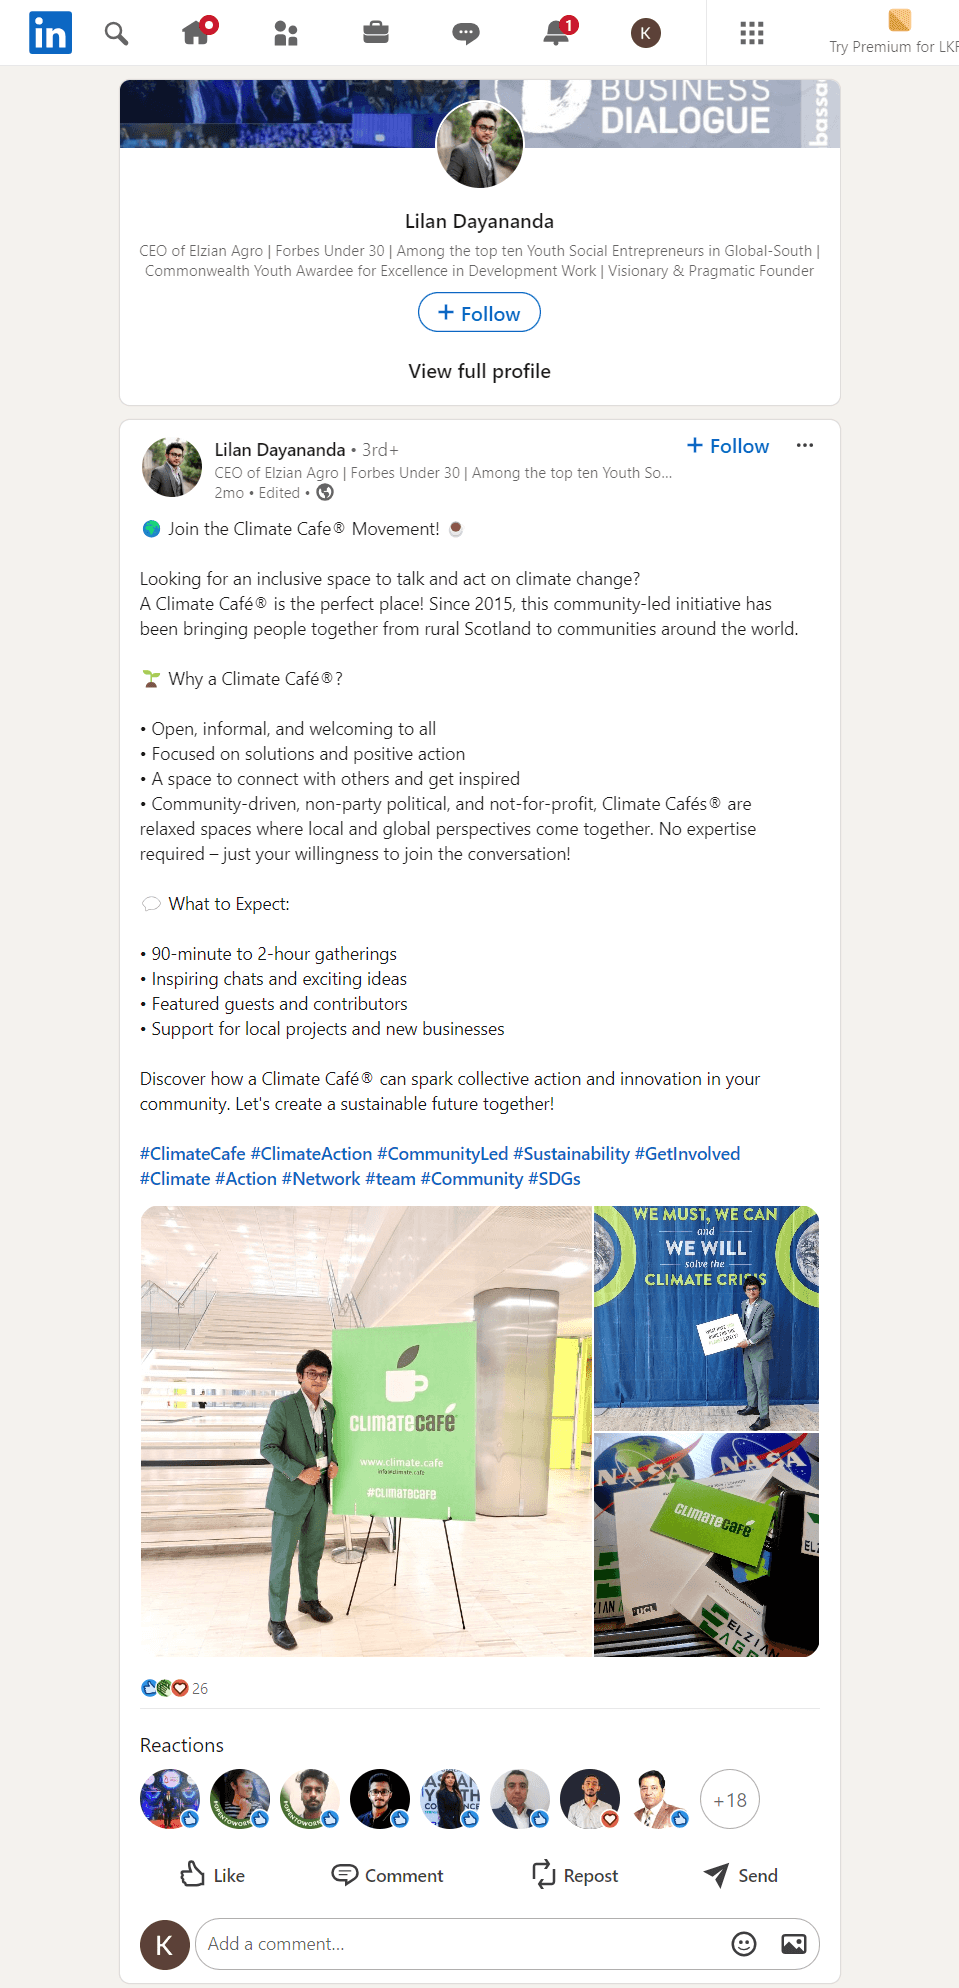 in
1
K
Try Premium for LKR
BUSINESS
DIALOGUE
bassa
Lilan Dayananda
CEO of Elzian Agro | Forbes Under 30 | Among the top ten Youth Social Entrepreneurs in Global-South |
Commonwealth Youth Awardee for Excellence in Development Work | Visionary & Pragmatic Founder
+ Follow
View full profile
Lilan Dayananda • 3rd+
+ Follow
CEO of Elzian Agro | Forbes Under 30 | Among the top ten Youth So...
2mo • Edited •
🌍 Join the Climate Cafe® Movement! ☕
Looking for an inclusive space to talk and act on climate change?
A Climate Café® is the perfect place! Since 2015, this community-led initiative has
been bringing people together from rural Scotland to communities around the world.
🌱 Why a Climate Café®?
• Open, informal, and welcoming to all
• Focused on solutions and positive action
• A space to connect with others and get inspired
• Community-driven, non-party political, and not-for-profit, Climate Cafés® are
relaxed spaces where local and global perspectives come together. No expertise
required – just your willingness to join the conversation!
💬 What to Expect:
• 90-minute to 2-hour gatherings
• Inspiring chats and exciting ideas
• Featured guests and contributors
• Support for local projects and new businesses
Discover how a Climate Café® can spark collective action and innovation in your
community. Let's create a sustainable future together!
#ClimateCafe #ClimateAction #CommunityLed #Sustainability #GetInvolved
#Climate #Action #Network #team #Community #SDGs
CLIMATECAFÉ
www.climate.cafe
info@climate.cafe
#CLIMATECAFE
WE MUST, WE CAN
and
WE WILL
solve the
CLIMATE CRISIS
NASA
NASA
CLIMATECAFÉ
UCL
ELZIAN
AGRO
26
Reactions
+18
Like
Comment
Repost
Send
K
Add a comment...